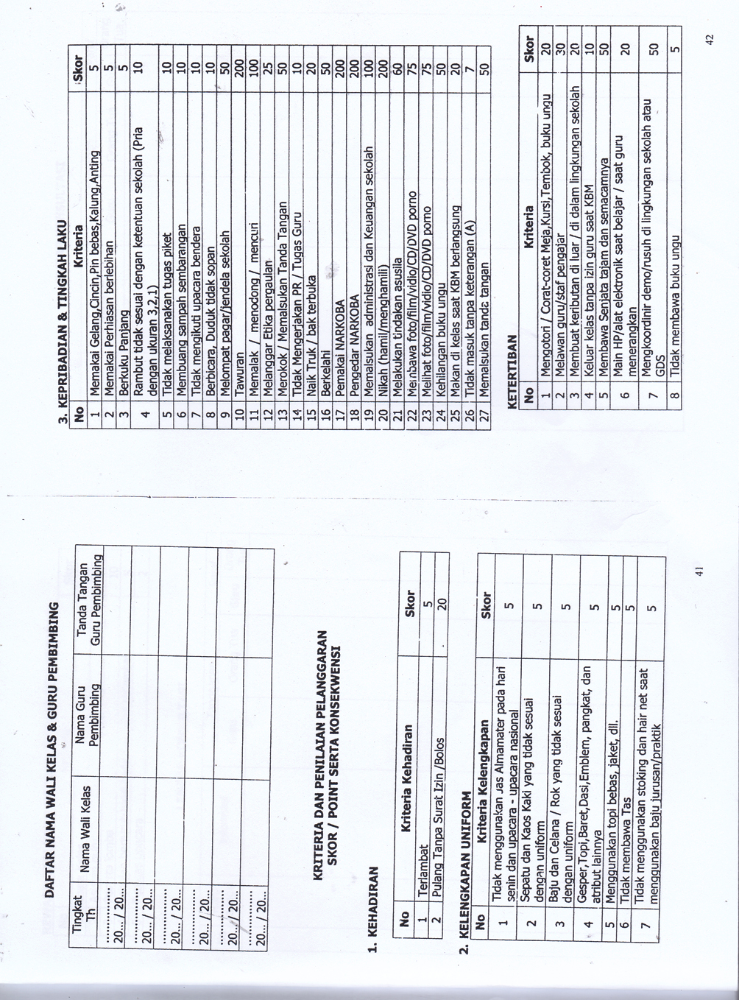 DAFTAR NAMA WALI KELAS & GURU PEMBIMBING
Tingkat Th | Nama Wali Kelas | Nama Guru Pembimbing | Tanda Tangan Guru Pembimbing
...............
20... / 20...
...............
20... / 20...
...............
20... / 20...
...............
20... / 20...
...............
20... / 20...
...............
20... / 20...
KRITERIA DAN PENILAIAN PELANGGARAN
SKOR / POINT SERTA KONSEKWENSI
1. KEHADIRAN
No | Kriteria Kehadiran | Skor
1 | Terlambat | 5
2 | Pulang Tanpa Surat Izin /Bolos | 20
2. KELENGKAPAN UNIFORM
No | Kriteria Kelengkapan | Skor
1 | Tidak menggunakan Jas Almamater pada hari | 5
senin dan upacara - upacara nasional
2 | Sepatu dan Kaos Kaki yang tidak sesuai | 5
dengan uniform
3 | Baju dan Celana / Rok yang tidak sesuai | 5
dengan uniform
4 | Gesper,Topi,Baret,Dasi,Emblem, pangkat, dan | 5
atribut lainnya
5 | Menggunakan topi bebas, jaket, dll. | 5
6 | Tidak membawa Tas | 5
7 | Tidak menggunakan stoking dan hair net saat | 5
menggunakan baju jurusan/praktik
41
3. KEPRIBADIAN & TINGKAH LAKU
No | Kriteria | Skor
1 | Memakai Gelang,Cincin,Pin bebas,Kalung,Anting | 5
2 | Memakai Perhiasan berlebihan | 5
3 | Berkuku Panjang | 5
4 | Rambut tidak sesuai dengan ketentuan sekolah (Pria | 10
dengan ukuran 3,2,1)
5 | Tidak melaksanakan tugas piket | 10
6 | Membuang sampah sembarangan | 10
7 | Tidak mengikuti upacara bendera | 10
8 | Berbicara, Duduk tidak sopan | 10
9 | Melompat pagar/jendela sekolah | 50
10 | Tawuran | 200
11 | Memalak / menodong / mencuri | 100
12 | Melanggar Etika pergaulan | 25
13 | Merokok / Memalsukan Tanda Tangan | 50
14 | Tidak Mengerjakan PR / Tugas Guru | 10
15 | Naik Truk / bak terbuka | 20
16 | Berkelahi | 50
17 | Pemakai NARKOBA | 200
18 | Pengedar NARKOBA | 200
19 | Memalsukan administrasi dan Keuangan sekolah | 100
20 | Nikah (hamil/menghamili) | 200
21 | Melakukan tindakan asusila | 60
22 | Membawa foto/film/vidio/CD/DVD porno | 75
23 | Melihat foto/film/vidio/CD/DVD porno | 75
24 | Kehilangan buku ungu | 50
25 | Makan di kelas saat KBM berlangsung | 20
26 | Tidak masuk tanpa keterangan (A) | 7
27 | Memalsukan tanda tangan | 50
KETERTIBAN
No | Kriteria | Skor
1 | Mengotori / Corat-coret Meja,Kursi,Tembok, buku ungu | 20
2 | Melawan guru/staf pengajar | 30
3 | Membuat keributan di luar / di dalam lingkungan sekolah | 20
4 | Keluar kelas tanpa izin guru saat KBM | 10
5 | Membawa Senjata tajam dan semacamnya | 50
6 | Main HP/alat elektronik saat belajar / saat guru | 20
menerangkan
7 | Mengkoordinir demo/rusuh di lingkungan sekolah atau | 50
GDS
8 | Tidak membawa buku ungu | 5
42